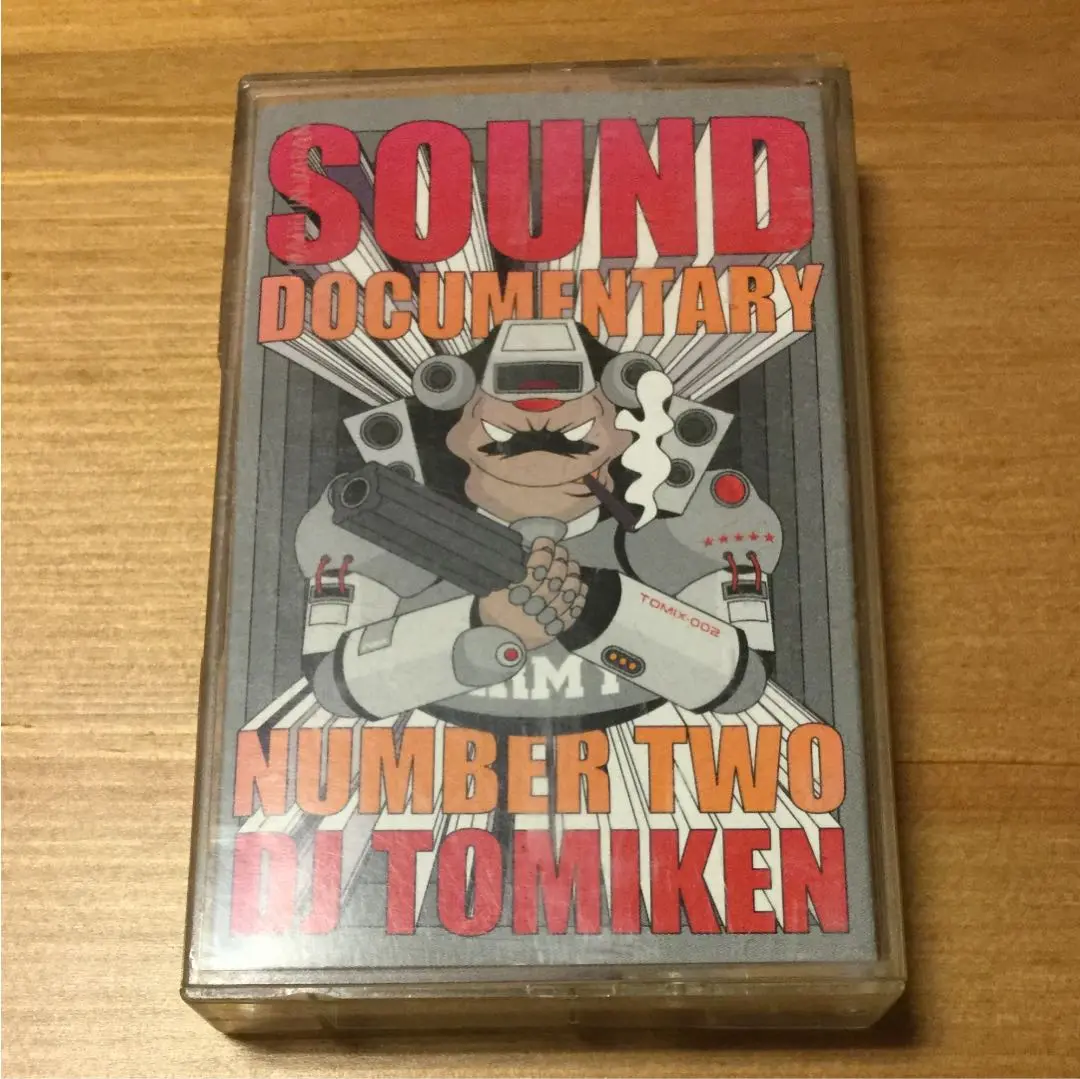 SOUND
DOCUMENTARY
TOMIX-002
NUMBER TWO
DJ TOMIKEN